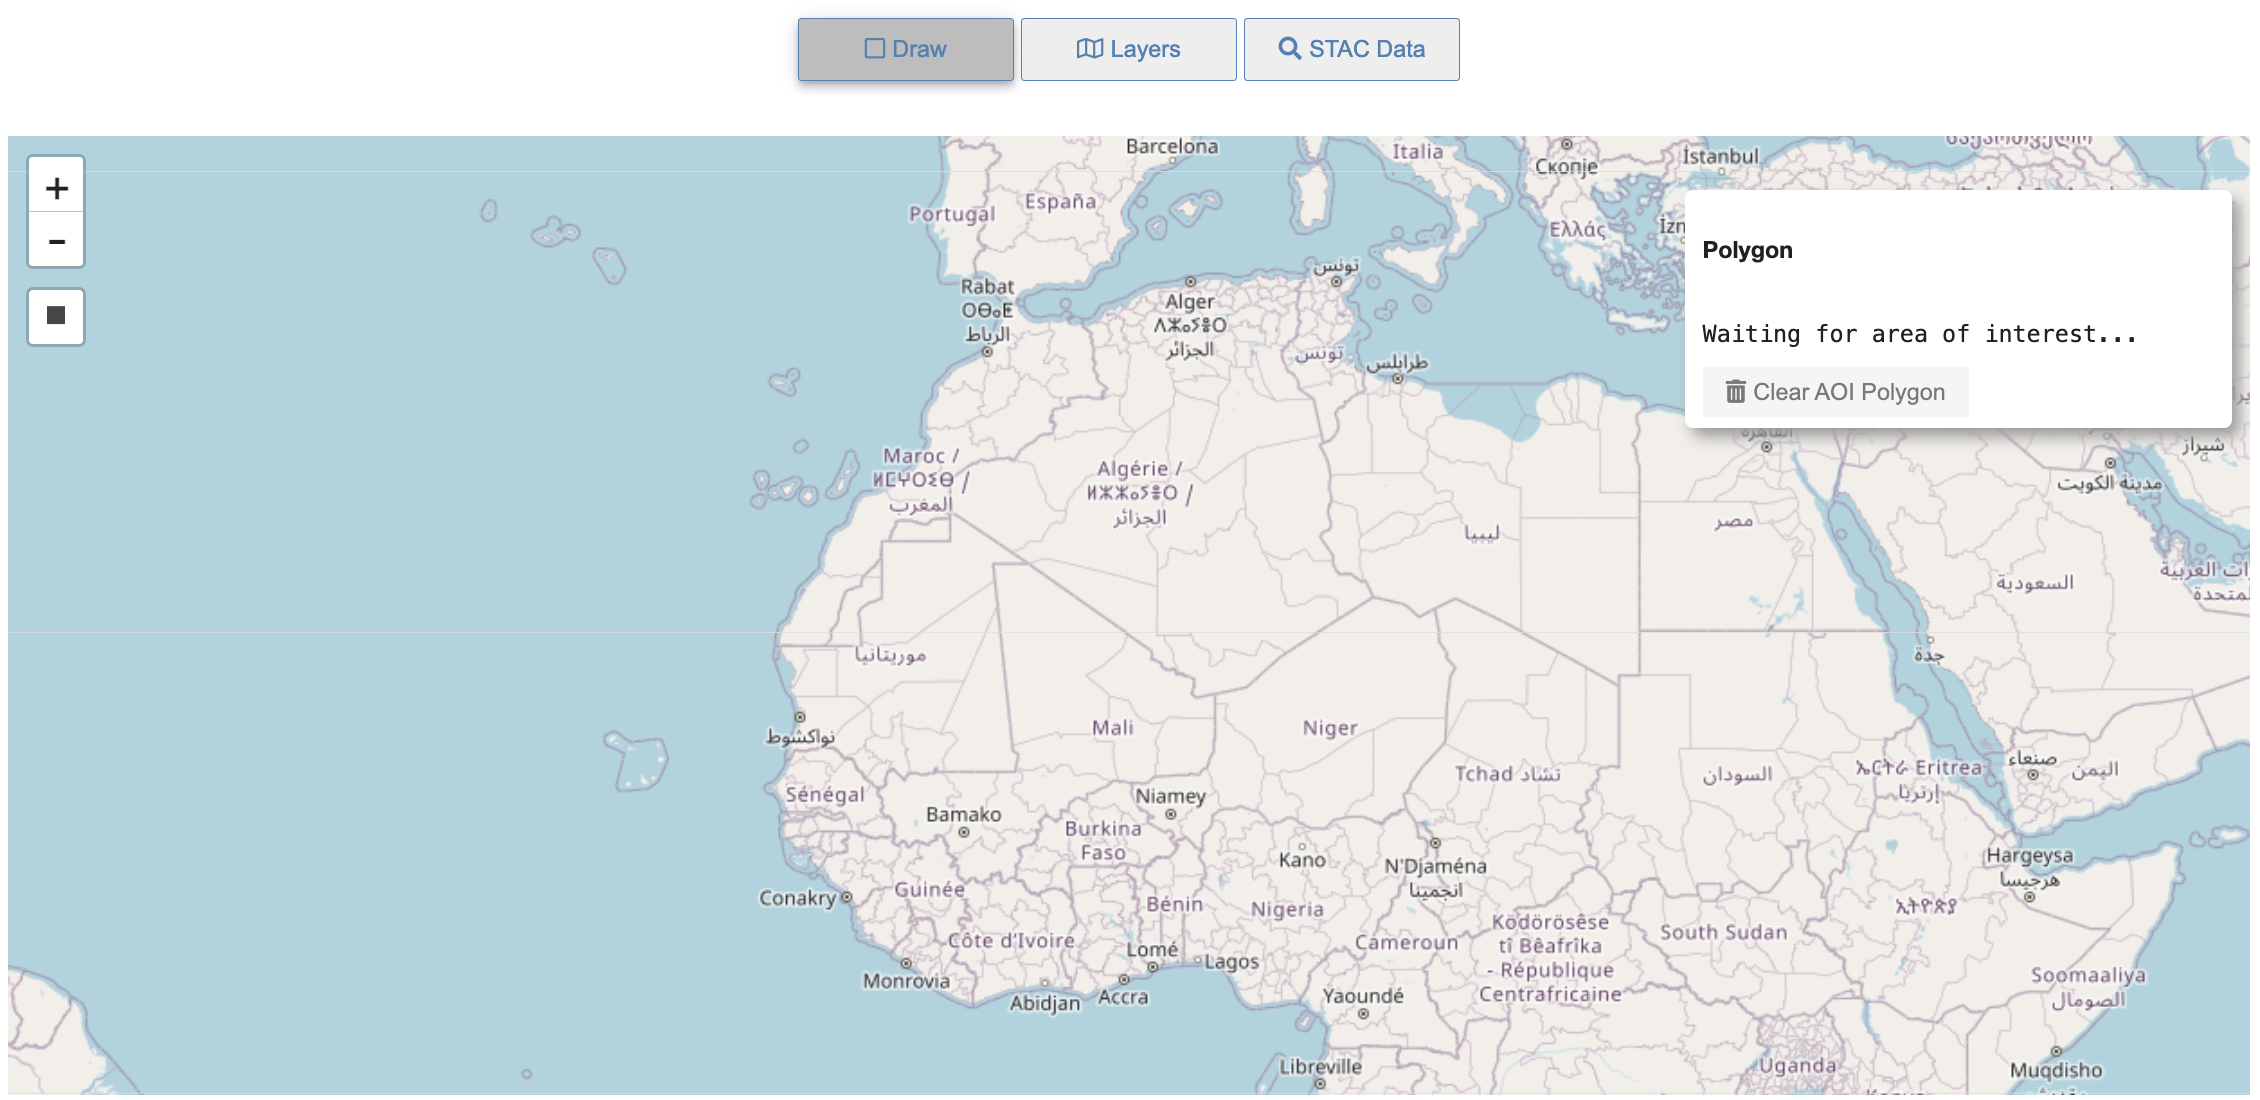 Draw
Layers
STAC Data
+
-
Polygon
Waiting for area of interest...
Clear AOI Polygon
Barcelona
Italia
Скопје
İstanbul
España
Portugal
Ελλάς
تونس
Rabat
ⵔⴱⴰⵟ
الرباط
Alger
ⴷⵣⴰⵢⴻⵔ
الجزائر
تونس
طرابلس
القاهرة
شيراز
مدينة الكويت
Maroc /
ⵍⵎⵖⵔⵉⴱ /
المغرب
Algérie /
ⵍⵣⵣⴰⵢⴻⵔ /
الجزائر
ليبيا
مصر
السعودية
جدة
موريتانيا
نواكشوط
Mali
Niger
Tchad تشاد
السودان
ኤርትራ Eritrea
إرتريا
صنعاء
اليمن
Sénégal
Bamako
Niamey
Burkina
Faso
Kano
N'Djaména
انجمينا
Hargeysa
هرجيسا
Conakry
Guinée
Bénin
Nigeria
ኢትዮጵያ
Côte d'Ivoire
Lomé
Lagos
Cameroun
Ködörösêse
tî Bêafrîka
- République
Centrafricaine
South Sudan
Monrovia
Abidjan
Accra
Yaoundé
Soomaaliya
الصومال
Libreville
Uganda
Muqdisho